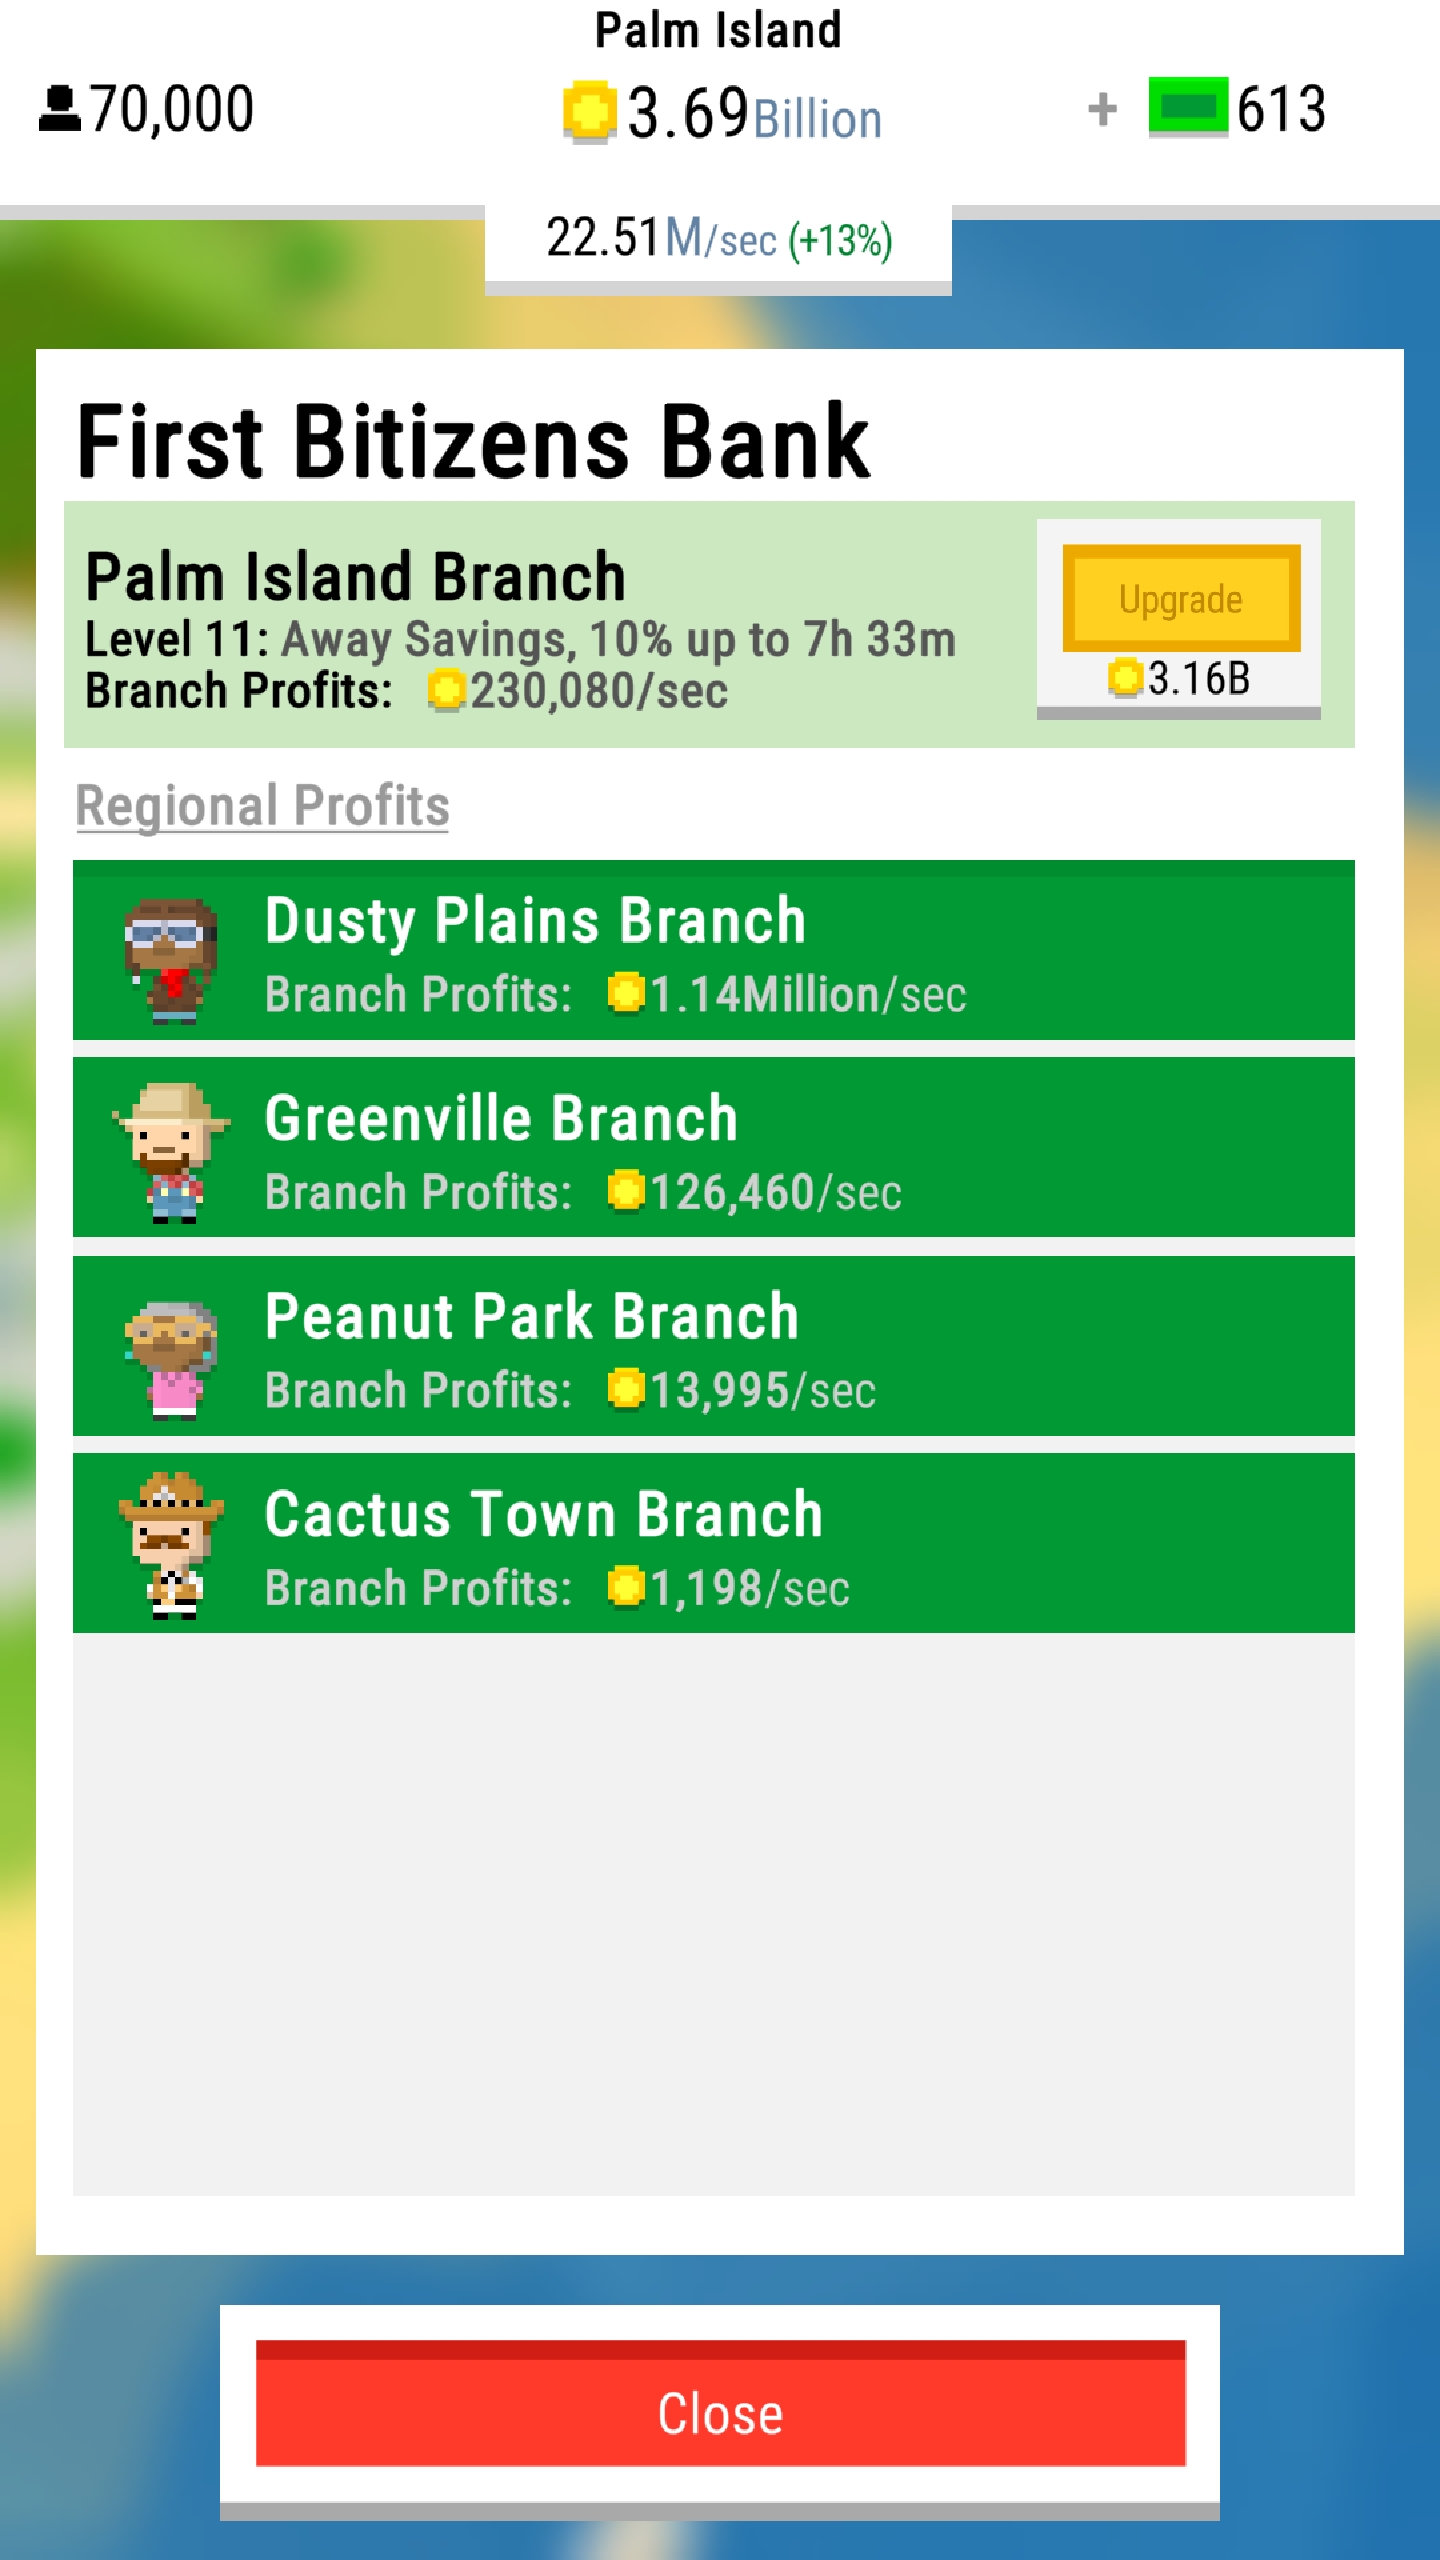 Palm Island
70,000
3.69Billion
+ 613
22.51M/sec (+13%)
First Bitizens Bank
Palm Island Branch
Level 11: Away Savings, 10% up to 7h 33m
Branch Profits: 230,080/sec
Upgrade
3.16B
Regional Profits
Dusty Plains Branch
Branch Profits: 1.14Million/sec
Greenville Branch
Branch Profits: 126,460/sec
Peanut Park Branch
Branch Profits: 13,995/sec
Cactus Town Branch
Branch Profits: 1,198/sec
Close